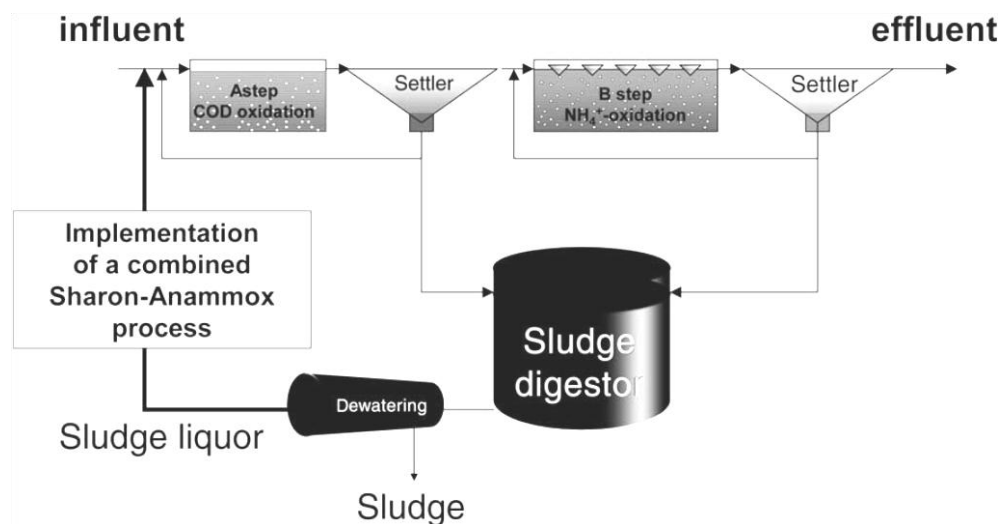 influent
effluent
Settler
Settler
Astep
COD oxidation
B step
NH₄⁺-oxidation
Implementation
of a combined
Sharon-Anammox
process
Sludge
digestor
Dewatering
Sludge liquor
Sludge